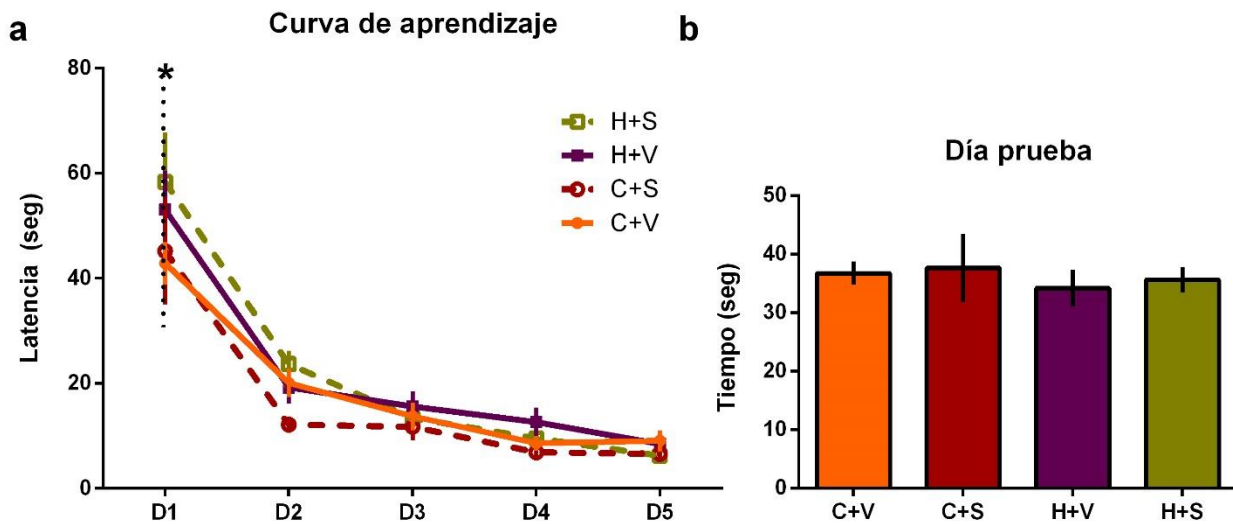 a
Curva de aprendizaje
80
60
40
20
0
Latencia (seg)
*
H+S
H+V
C+S
C+V
D1 D2 D3 D4 D5
b
Día prueba
50
40
30
20
10
0
Tiempo (seg)
C+V C+S H+V H+S